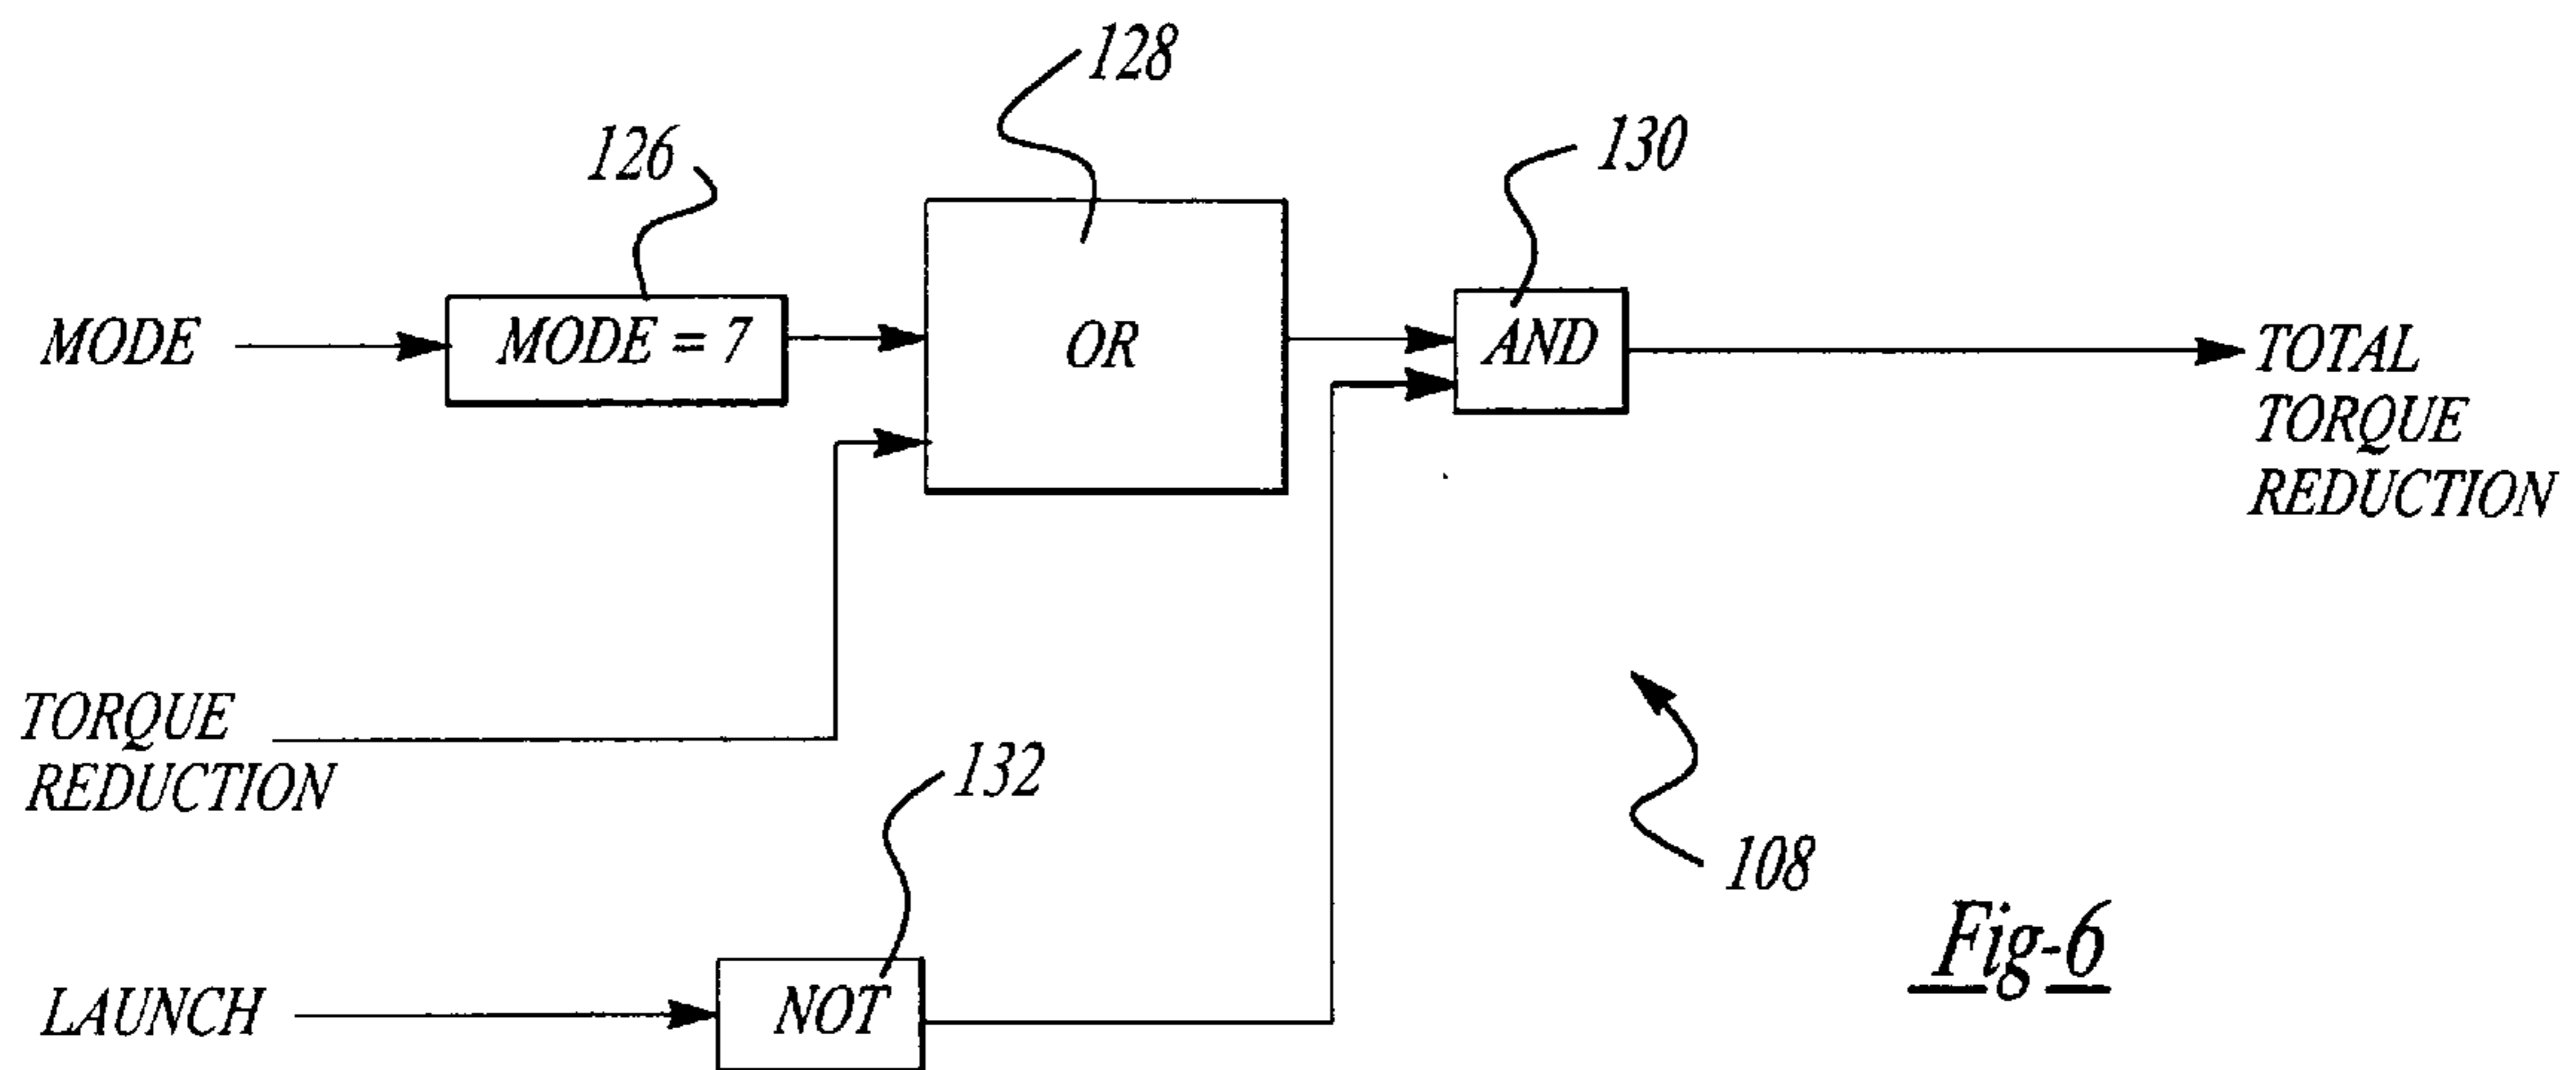 128
130
126
MODE
MODE = 7
OR
AND
TOTAL
TORQUE
REDUCTION
TORQUE
REDUCTION
132
108
LAUNCH
NOT
Fig-6